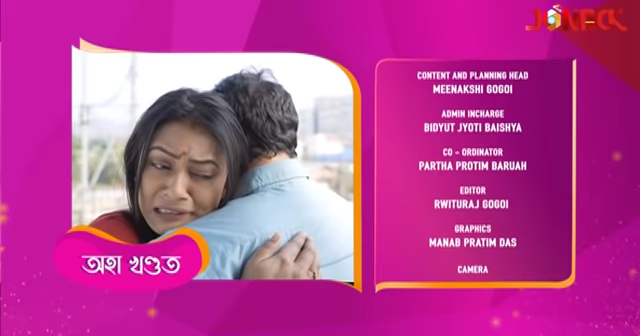 JONACK
CONTENT AND PLANNING HEAD
MEENAKSHI GOGOI
ADMIN INCHARGE
BIDYUT JYOTI BAISHYA
CO - ORDINATOR
PARTHA PROTIM BARUAH
EDITOR
RWITURAJ GOGOI
GRAPHICS
MANAB PRATIM DAS
CAMERA
অহা খণ্ডত